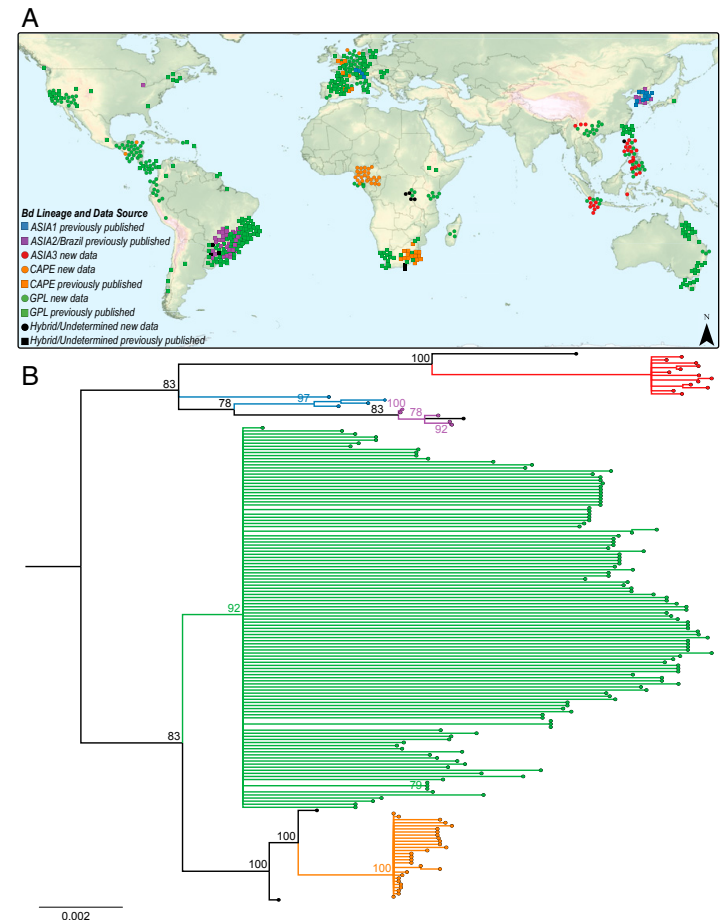 A
N
Bd Lineage and Data Source
ASIA1 previously published
ASIA2/Brazil previously published
ASIA3 new data
CAPE new data
CAPE previously published
GPL new data
GPL previously published
Hybrid/Undetermined new data
Hybrid/Undetermined previously published
B
100
83
97
78
100
83
78
92
92
83
79
100
100
100
0.002